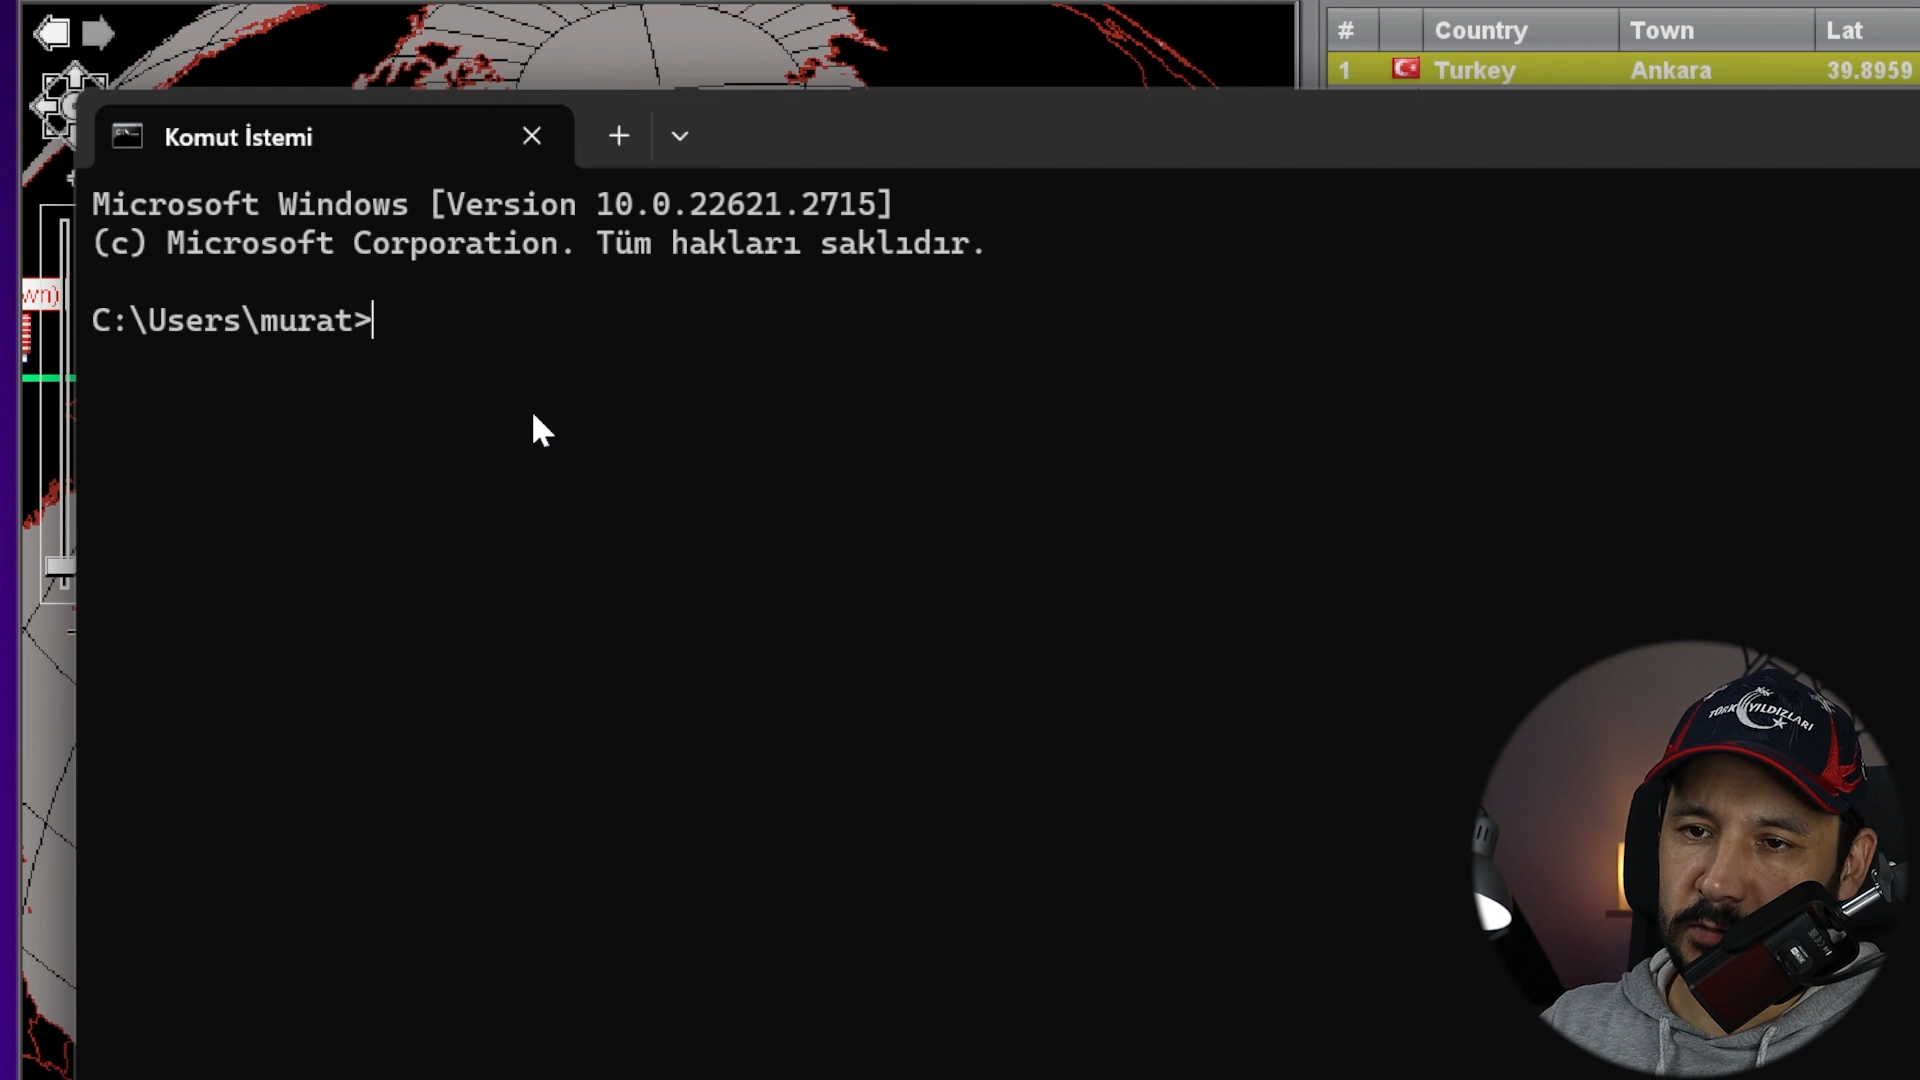 # Country Town Lat
1 Turkey Ankara 39.8959
Komut İstemi
Microsoft Windows [Version 10.0.22621.2715]
(c) Microsoft Corporation. Tüm hakları saklıdır.
wn)
C:\Users\murat>
TÜRK YILDIZLARI